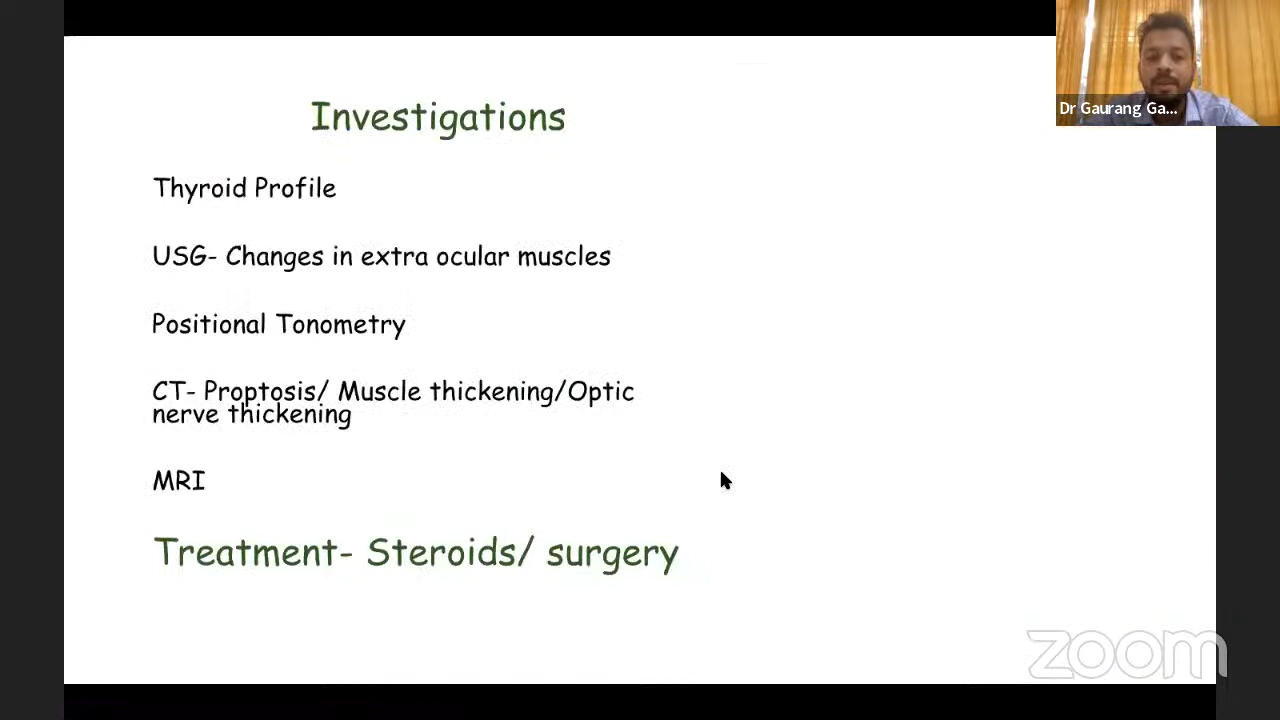 Investigations
Dr Gaurang Ga...
Thyroid Profile
USG- Changes in extra ocular muscles
Positional Tonometry
CT- Proptosis/ Muscle thickening/Optic
nerve thickening
MRI
Treatment- Steroids/ surgery
zoom